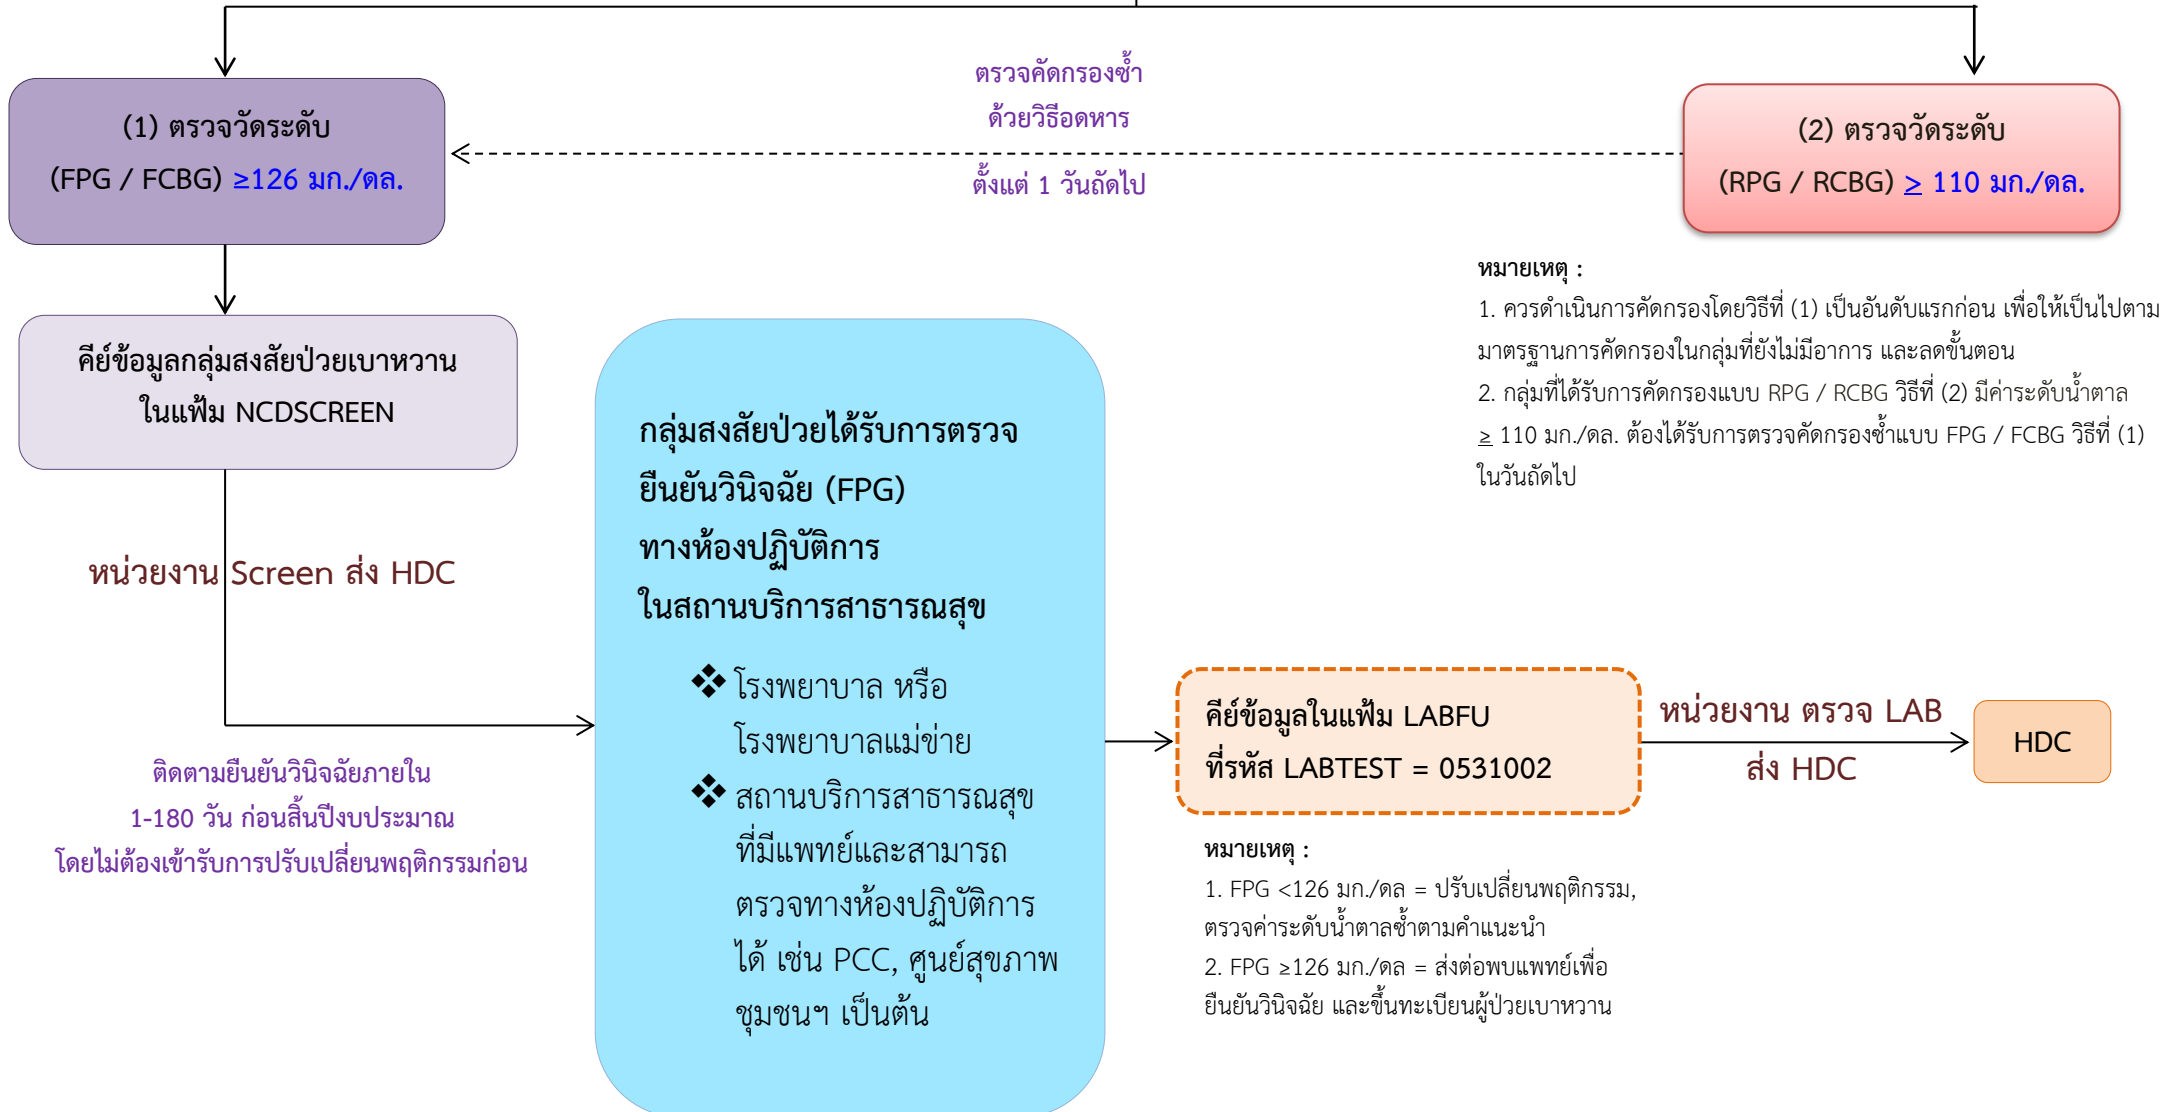 (1) ตรวจวัดระดับ
(FPG / FCBG) ≥126 มก./ดล.
ตรวจคัดกรองซ้ำ
ด้วยวิธีอดหาร
ตั้งแต่ 1 วันถัดไป
(2) ตรวจวัดระดับ
(RPG / RCBG) ≥ 110 มก./ดล.
หมายเหตุ :
1. ควรดำเนินการคัดกรองโดยวิธีที่ (1) เป็นอันดับแรกก่อน เพื่อให้เป็นไปตาม
มาตรฐานการคัดกรองในกลุ่มที่ยังไม่มีอาการ และลดขั้นตอน
2. กลุ่มที่ได้รับการคัดกรองแบบ RPG / RCBG วิธีที่ (2) มีค่าระดับน้ำตาล
≥ 110 มก./ดล. ต้องได้รับการตรวจคัดกรองซ้ำแบบ FPG / FCBG วิธีที่ (1)
ในวันถัดไป
คีย์ข้อมูลกลุ่มสงสัยป่วยเบาหวาน
ในแฟ้ม NCDSCREEN
หน่วยงาน Screen ส่ง HDC
ติดตามยืนยันวินิจฉัยภายใน
1-180 วัน ก่อนสิ้นปีงบประมาณ
โดยไม่ต้องเข้ารับการปรับเปลี่ยนพฤติกรรมก่อน
กลุ่มสงสัยป่วยได้รับการตรวจ
ยืนยันวินิจฉัย (FPG)
ทางห้องปฏิบัติการ
ในสถานบริการสาธารณสุข
❖ โรงพยาบาล หรือ
โรงพยาบาลแม่ข่าย
❖ สถานบริการสาธารณสุข
ที่มีแพทย์และสามารถ
ตรวจทางห้องปฏิบัติการ
ได้ เช่น PCC, ศูนย์สุขภาพ
ชุมชนฯ เป็นต้น
คีย์ข้อมูลในแฟ้ม LABFU
ที่รหัส LABTEST = 0531002
หน่วยงาน ตรวจ LAB
ส่ง HDC
HDC
หมายเหตุ :
1. FPG <126 มก./ดล = ปรับเปลี่ยนพฤติกรรม,
ตรวจค่าระดับน้ำตาลซ้ำตามคำแนะนำ
2. FPG ≥126 มก./ดล = ส่งต่อพบแพทย์เพื่อ
ยืนยันวินิจฉัย และขึ้นทะเบียนผู้ป่วยเบาหวาน